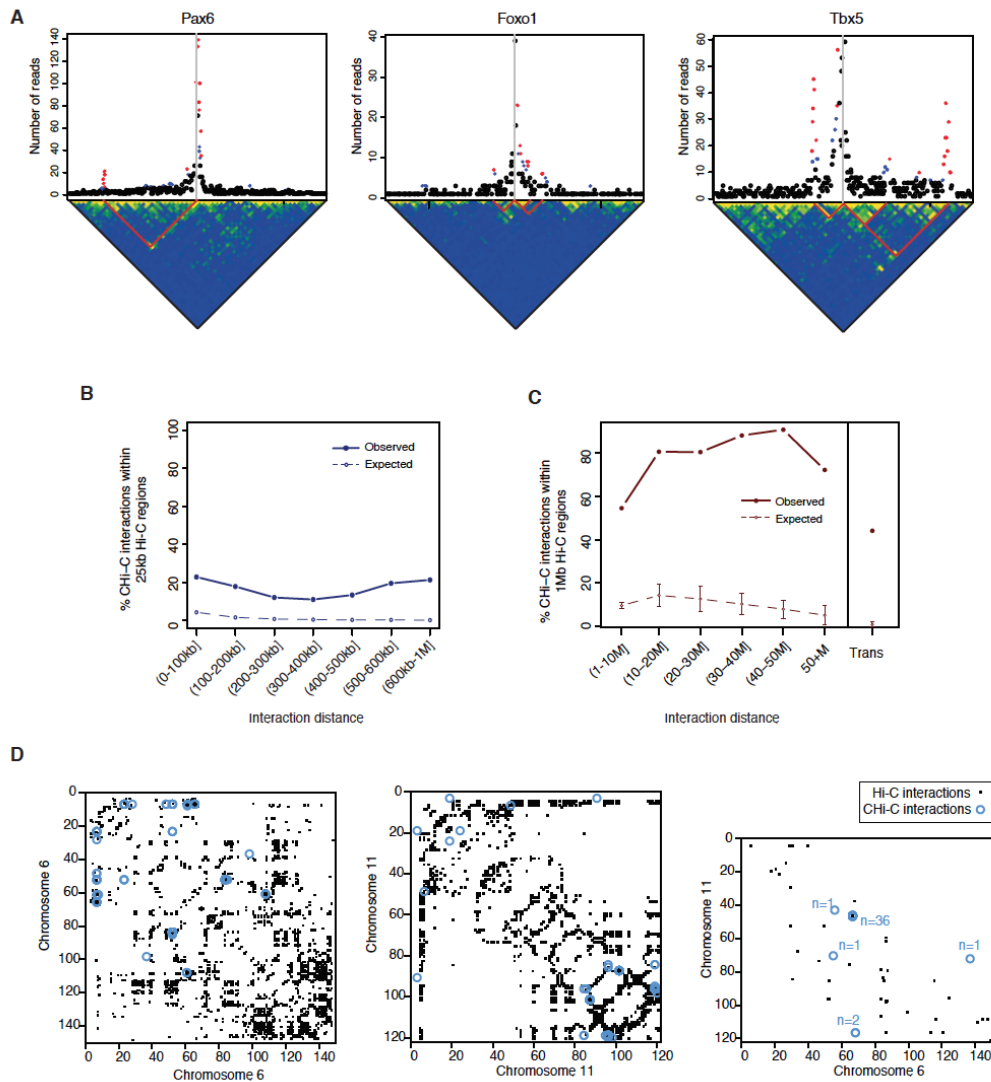 A
Pax6
Foxo1
Tbx5
Number of reads
0 20 40 60 80 100 120 140
Number of reads
0 10 20 30 40
Number of reads
0 10 20 30 40 50 60
B
% CHi-C interactions within
25kb Hi-C regions
0 20 40 60 80 100
Observed
Expected
(0-100kb]
(100-200kb]
(200-300kb]
(300-400kb]
(400-500kb]
(500-600kb]
(600kb-1M]
Interaction distance
C
% CHi-C interactions within
1Mb Hi-C regions
0 20 40 60 80
Observed
Expected
(1-10M]
(10-20M]
(20-30M]
(30-40M]
(40-50M]
50+M
Trans
Interaction distance
D
Chromosome 6
0
20
40
60
80
100
120
140
0 20 40 60 80 100 120 140
Chromosome 6
Chromosome 11
0
20
40
60
80
100
120
0 20 40 60 80 100 120
Chromosome 11
Hi-C interactions
CHi-C interactions
Chromosome 11
0
20
40
60
80
100
120
n=1
n=36
n=1
n=1
n=2
0 20 40 60 80 100 120 140
Chromosome 6